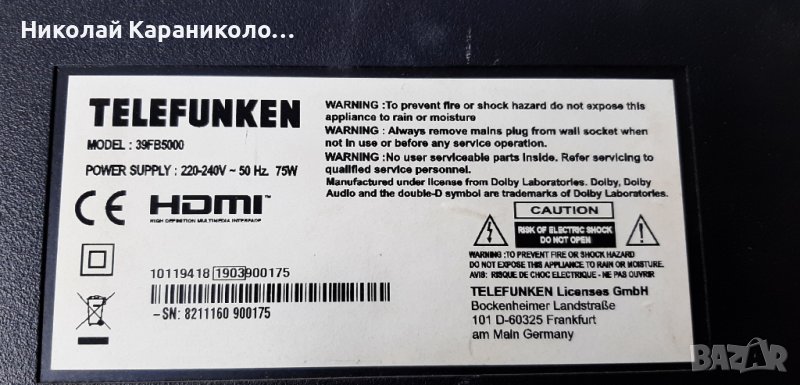 Николай Караниколо...
TELEFUNKEN
MODEL : 39FB5000
POWER SUPPLY : 220-240V ~ 50 Hz. 75W
CE HDMI™
HIGH DEFINITION MULTIMEDIA INTERFACE
10119418 1903 900175
-SN: 8211160 900175
WARNING :To prevent fire or shock hazard do not expose this
appliance to rain or moisture
WARNING : Always remove mains plug from wall socket when
not in use or before any service operation.
WARNING :No user serviceable parts Inside. Refer servicing to
qualified service personnel.
Manufactured under license from Dolby Laboratories. Dolby, Dolby
Audio and the double-D symbol are trademarks of Dolby Laboratories.
CAUTION
RISK OF ELECTRIC SHOCK
DO NOT OPEN
WARNING :TO PREVENT FIRE OR SHOCK HAZARD
DO NOT EXPOSE THIS APPLIANCE TO RAIN OR MOISTURE.
AVIS: RISQUE DE CHOC ELECTRIQUE - NE PAS OUVRIR
TELEFUNKEN Licenses GmbH
Bockenheimer Landstraße
101 D-60325 Frankfurt
am Main Germany
BAZAR